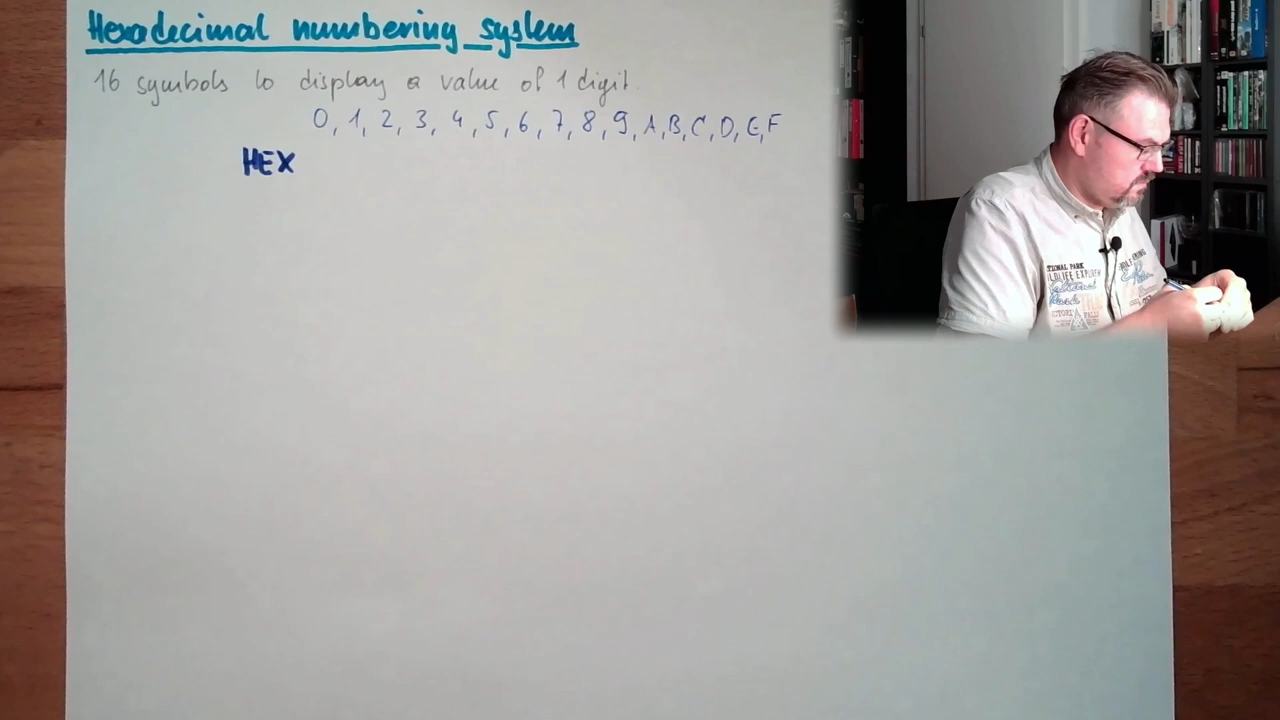 Hexadecimal numbering system
16 symbols to display a value of 1 digit.
0, 1, 2, 3, 4, 5, 6, 7, 8, 9, A, B, C, D, E, F
HEX